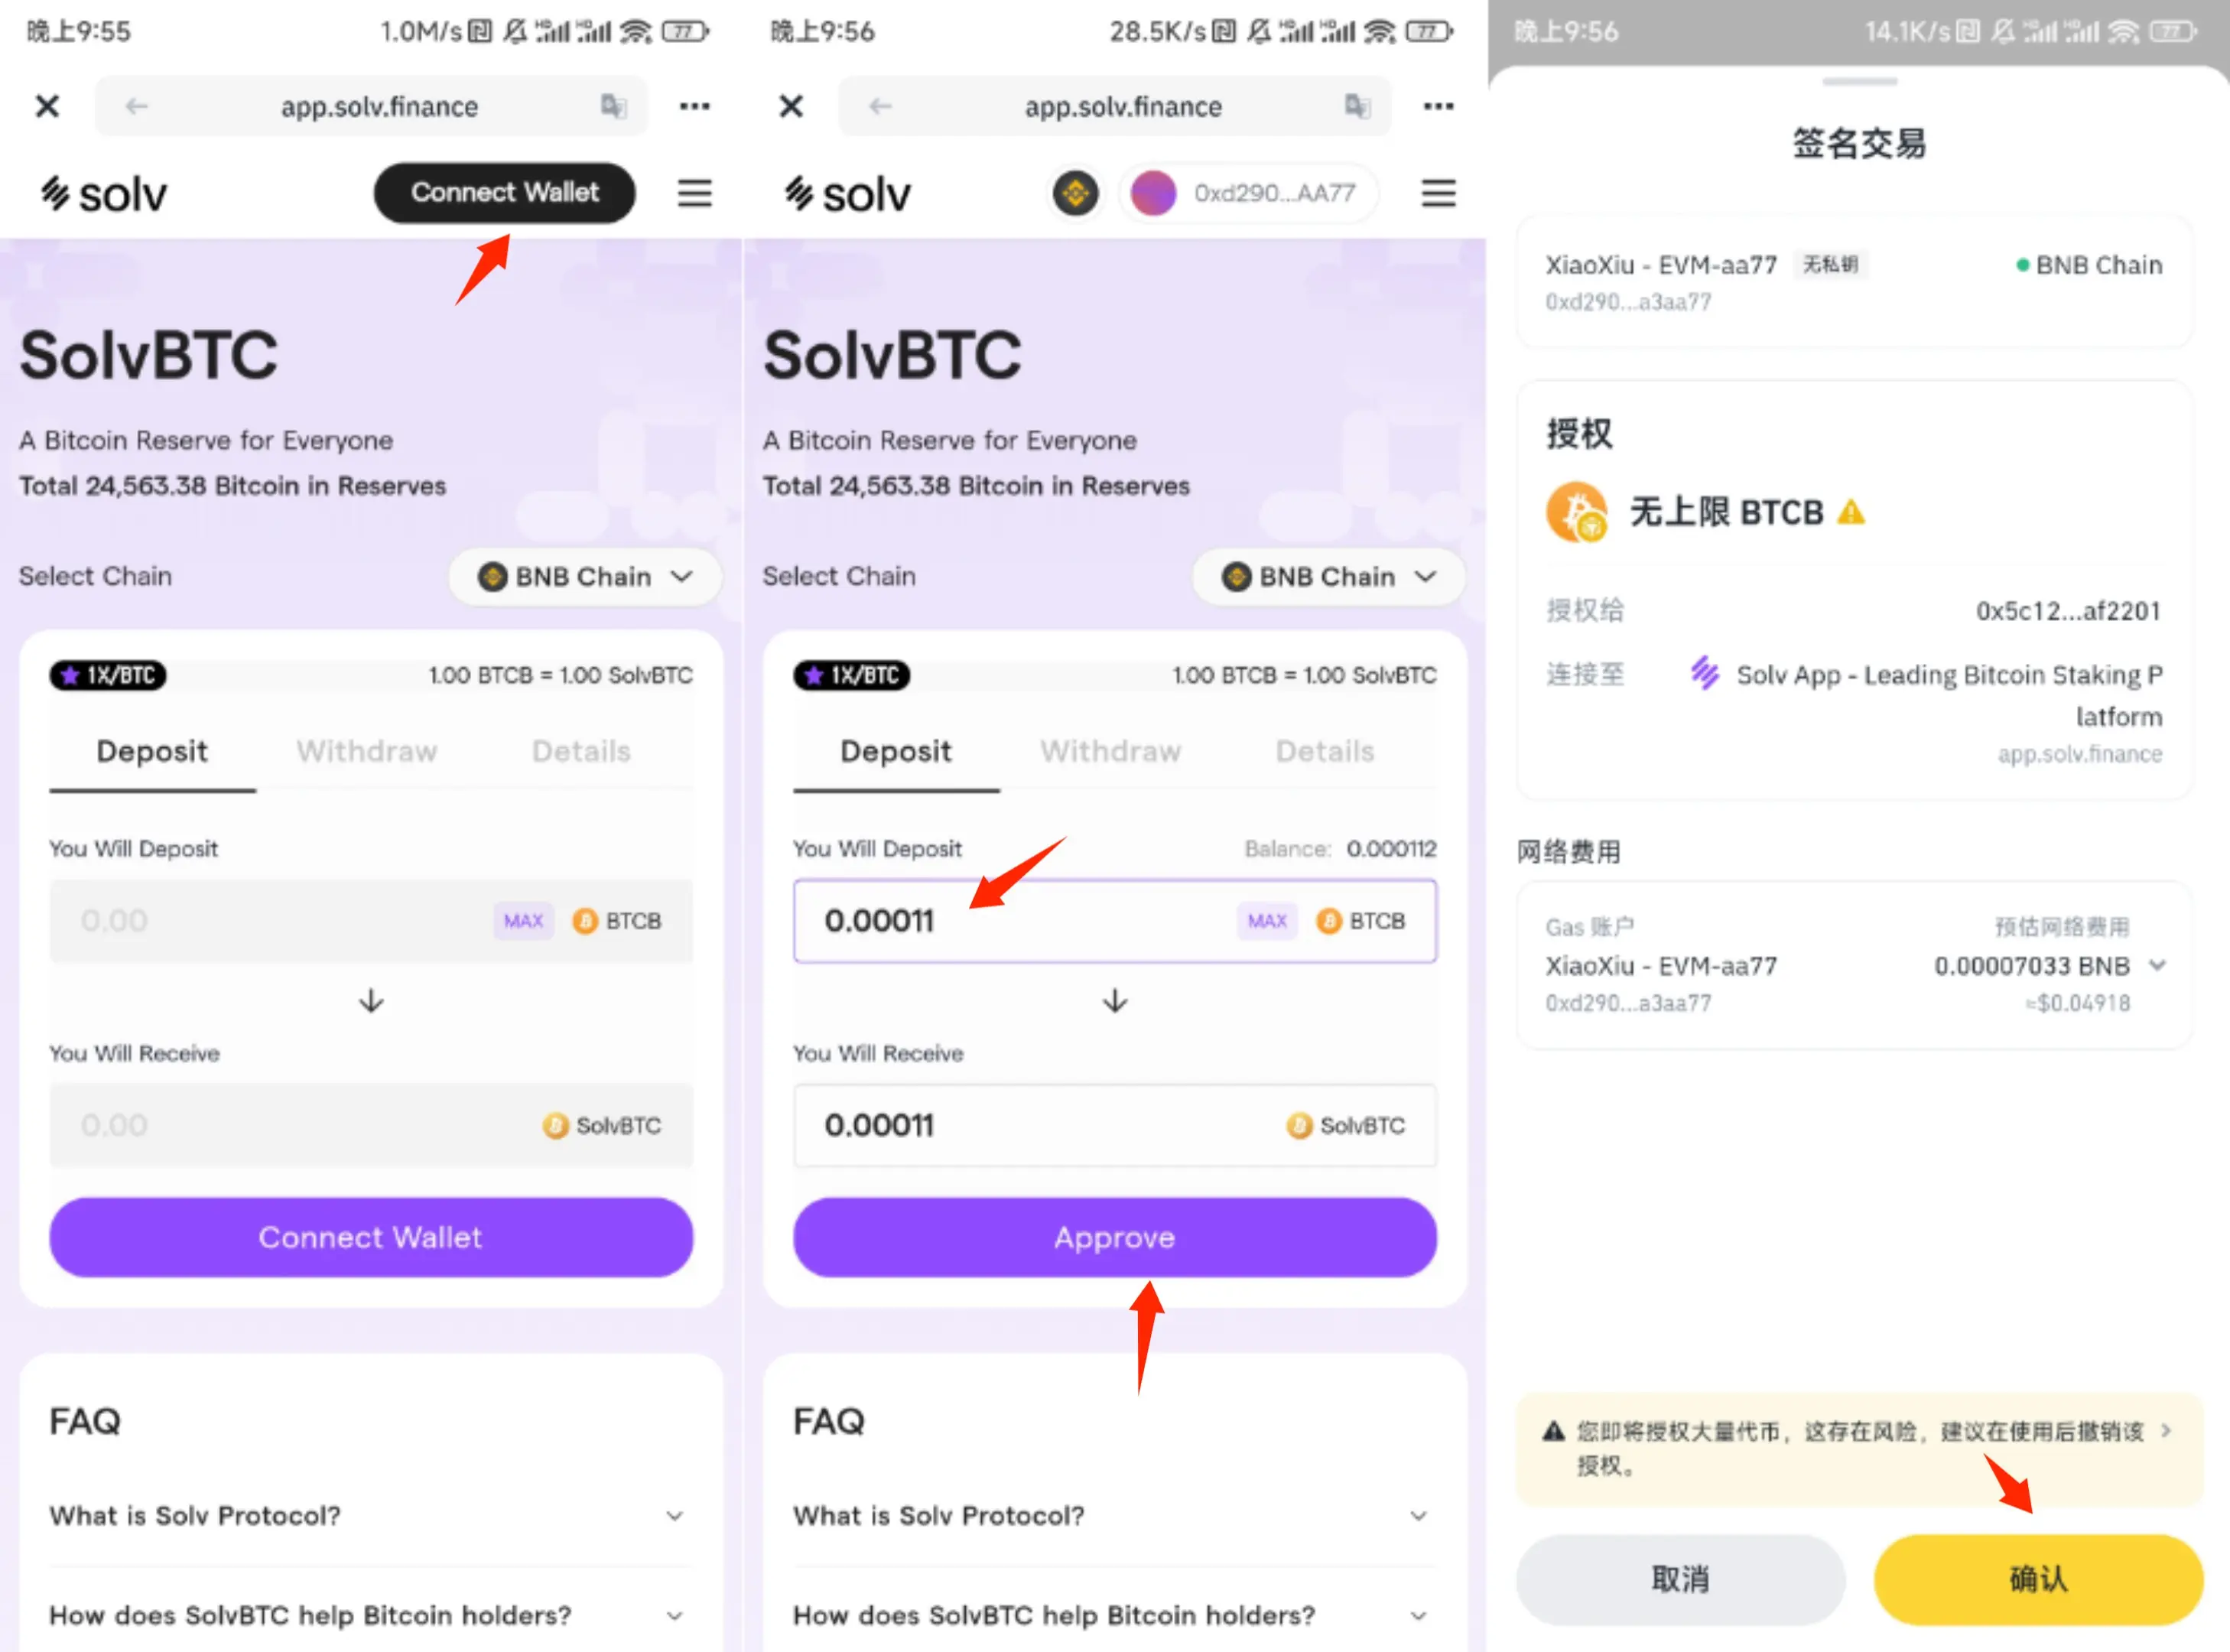 晚上9:55
1.0M/s
77
app.solv.finance
solv
Connect Wallet
SolvBTC
A Bitcoin Reserve for Everyone
Total 24,563.38 Bitcoin in Reserves
Select Chain
BNB Chain
1X/BTC
1.00 BTCB = 1.00 SolvBTC
Deposit
Withdraw
Details
You Will Deposit
0.00
MAX
BTCB
You Will Receive
0.00
SolvBTC
Connect Wallet
FAQ
What is Solv Protocol?
How does SolvBTC help Bitcoin holders?
晚上9:56
28.5K/s
77
app.solv.finance
solv
0xd290...AA77
SolvBTC
A Bitcoin Reserve for Everyone
Total 24,563.38 Bitcoin in Reserves
Select Chain
BNB Chain
1X/BTC
1.00 BTCB = 1.00 SolvBTC
Deposit
Withdraw
Details
You Will Deposit
Balance: 0.000112
0.00011
MAX
BTCB
You Will Receive
0.00011
SolvBTC
Approve
FAQ
What is Solv Protocol?
How does SolvBTC help Bitcoin holders?
晚上9:56
14.1K/s
77
签名交易
XiaoXiu - EVM-aa77
无私钥
BNB Chain
0xd290...a3aa77
授权
无上限 BTCB
授权给
0x5c12...af2201
连接至
Solv App - Leading Bitcoin Staking P
latform
app.solv.finance
网络费用
Gas 账户
预估网络费用
XiaoXiu - EVM-aa77
0.00007033 BNB
0xd290...a3aa77
≈$0.04918
您即将授权大量代币，这存在风险，建议在使用后撤销该
授权。
取消
确认